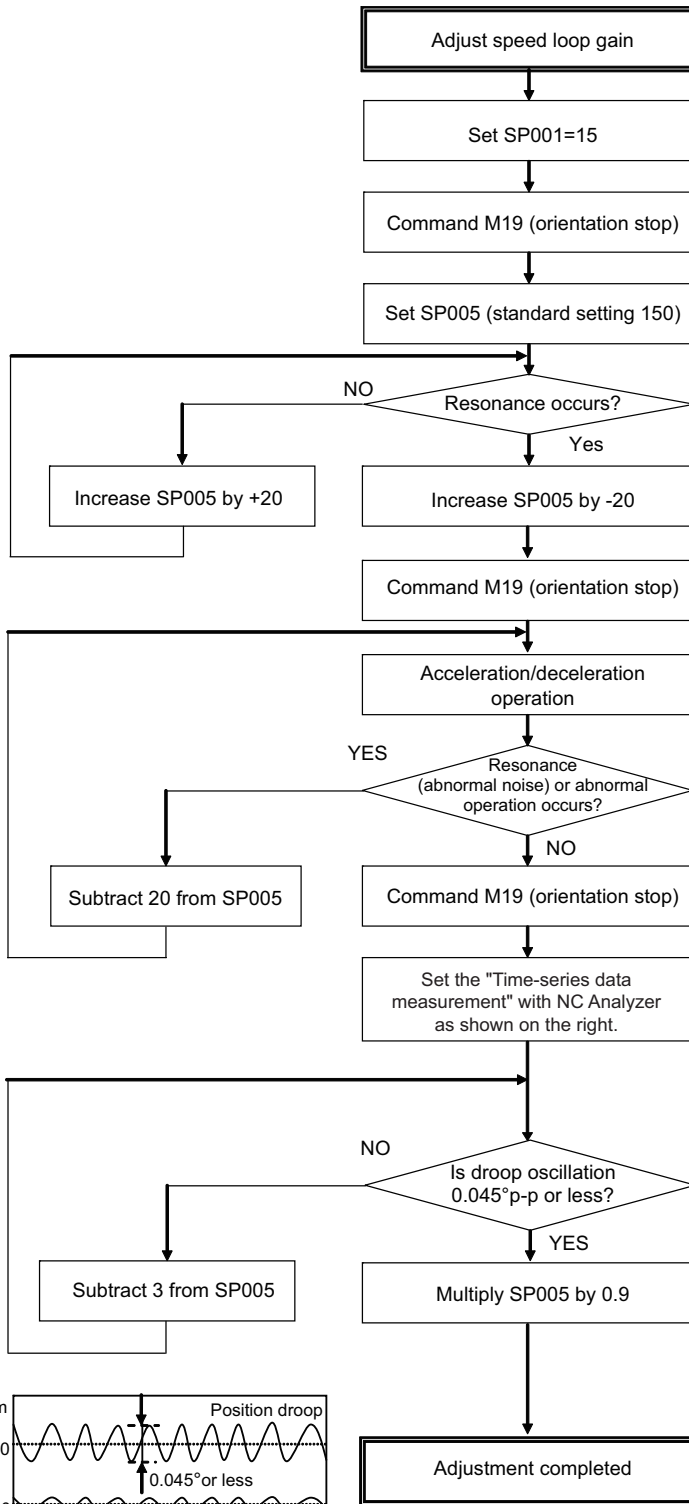 Adjust speed loop gain
Set SP001=15
Command M19 (orientation stop)
Set SP005 (standard setting 150)
NO
Resonance occurs?
Yes
Increase SP005 by +20
Increase SP005 by -20
Command M19 (orientation stop)
Acceleration/deceleration
operation
YES
Resonance
(abnormal noise) or abnormal
operation occurs?
NO
Subtract 20 from SP005
Command M19 (orientation stop)
Set the "Time-series data
measurement" with NC Analyzer
as shown on the right.
NO
Is droop oscillation
0.045°p-p or less?
YES
Subtract 3 from SP005
Multiply SP005 by 0.9
Position droop
0
0.045°or less
Adjustment completed